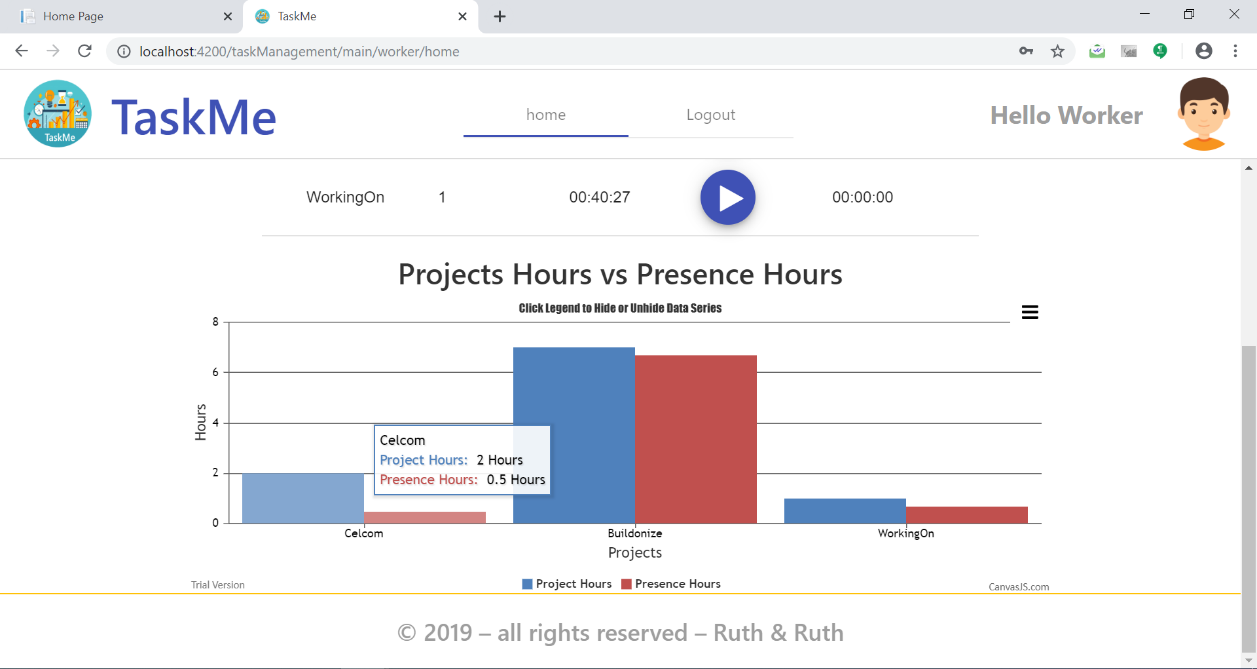 Home Page
TaskMe
localhost:4200/taskManagement/main/worker/home
TaskMe
TaskMe
home
Logout
Hello Worker
WorkingOn 1 00:40:27 00:00:00
Projects Hours vs Presence Hours
Click Legend to Hide or Unhide Data Series
8
6
4
2
0
Hours
Celcom
Project Hours: 2 Hours
Presence Hours: 0.5 Hours
Celcom Buildonize WorkingOn
Projects
Project Hours Presence Hours
Trial Version
CanvasJS.com
© 2019 – all rights reserved – Ruth & Ruth